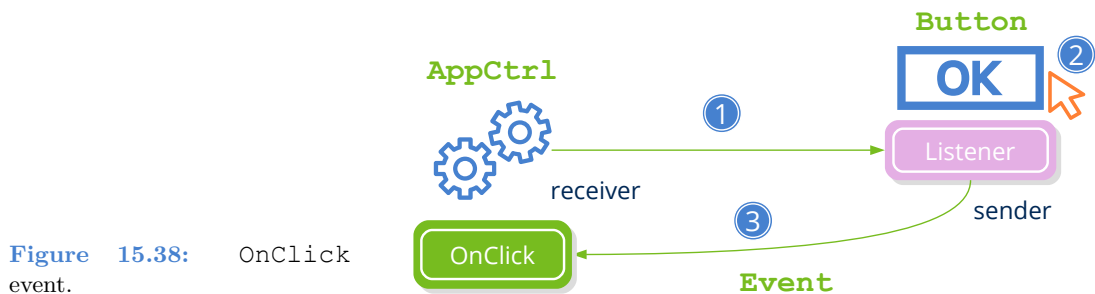 Button
2
OK
AppCtrl
1
Listener
receiver
sender
3
OnClick
Event
Figure 15.38: OnClick
event.